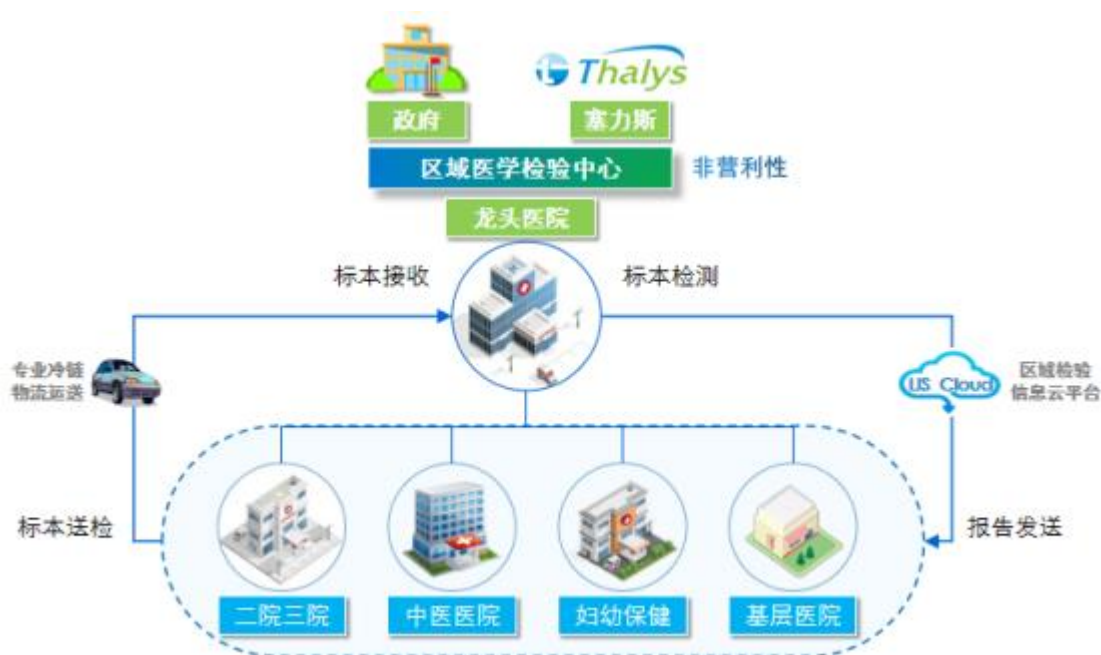 Thalys
政府
塞力斯
区域医学检验中心
非营利性
龙头医院
标本接收
标本检测
专业冷链
物流运送
LIS Cloud
区域检验
信息云平台
标本送检
报告发送
二院三院
中医医院
妇幼保健
基层医院